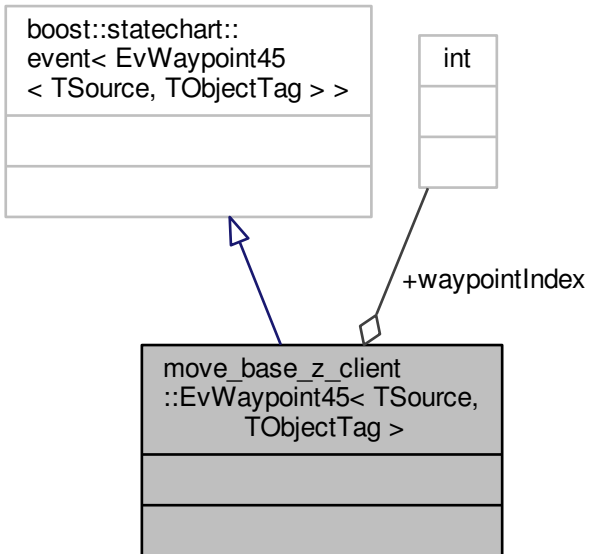 boost::statechart::
event< EvWaypoint45
< TSource, TObjectTag > >
int
+waypointIndex
move_base_z_client
::EvWaypoint45< TSource,
TObjectTag >